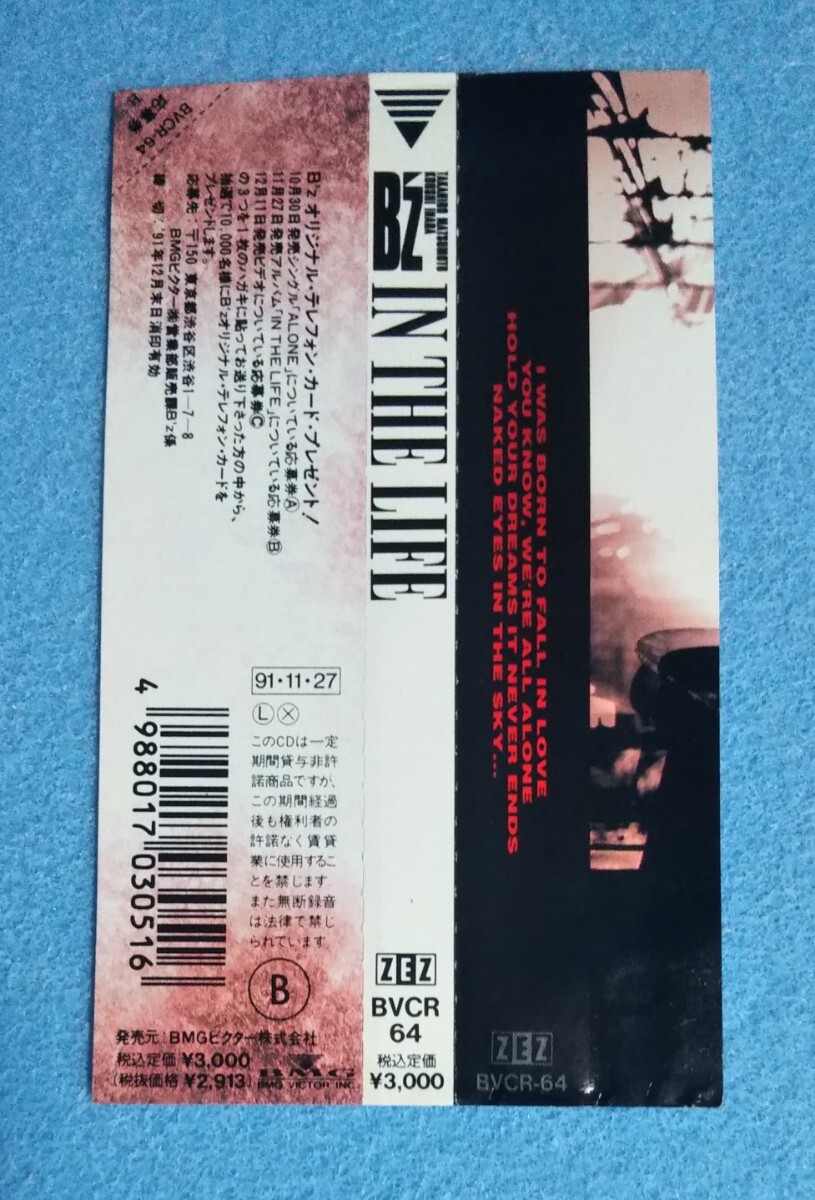 BVCR-64
応募券
B
B'z オリジナル・テレフォン・カード・プレゼント!
10月30日発売シングル「ALONE」についている応募券Ⓐ
11月27日発売アルバム「IN THE LIFE」についている応募券Ⓑ
12月11日発売ビデオについている応募券Ⓒ
の3つを1枚のハガキに貼ってお送り下さった方の中から、
抽選で10,000名様にB'zオリジナル・テレフォン・カードを
プレゼントします。
応募先:〒150 東京都渋谷区渋谷1-7-8
BMGビクター㈱営業部販売課B'z係
締 切:'91年12月末日消印有効
91・11・27
Ⓛ Ⓧ
このCDは一定
期間貸与非許
諾商品ですが、
この期間経過
後も権利者の
許諾なく賃貸
業に使用するこ
とを禁じます
また無断録音
は法律で禁じ
られています
4 988017 030516
B
発売元:BMGビクター株式会社
税込定価 ¥3,000
(税抜価格 ¥2,913)
BMG
BMG VICTOR INC.
B'z
TAKAHIRO MATSUMOTO
KOUSHI INABA
IN THE LIFE
ZEZ
BVCR
64
税込定価
¥3,000
I WAS BORN TO FALL IN LOVE
YOU KNOW, WE'RE ALL ALONE
HOLD YOUR DREAMS IT NEVER ENDS
NAKED EYES IN THE SKY...
ZEZ
BVCR-64